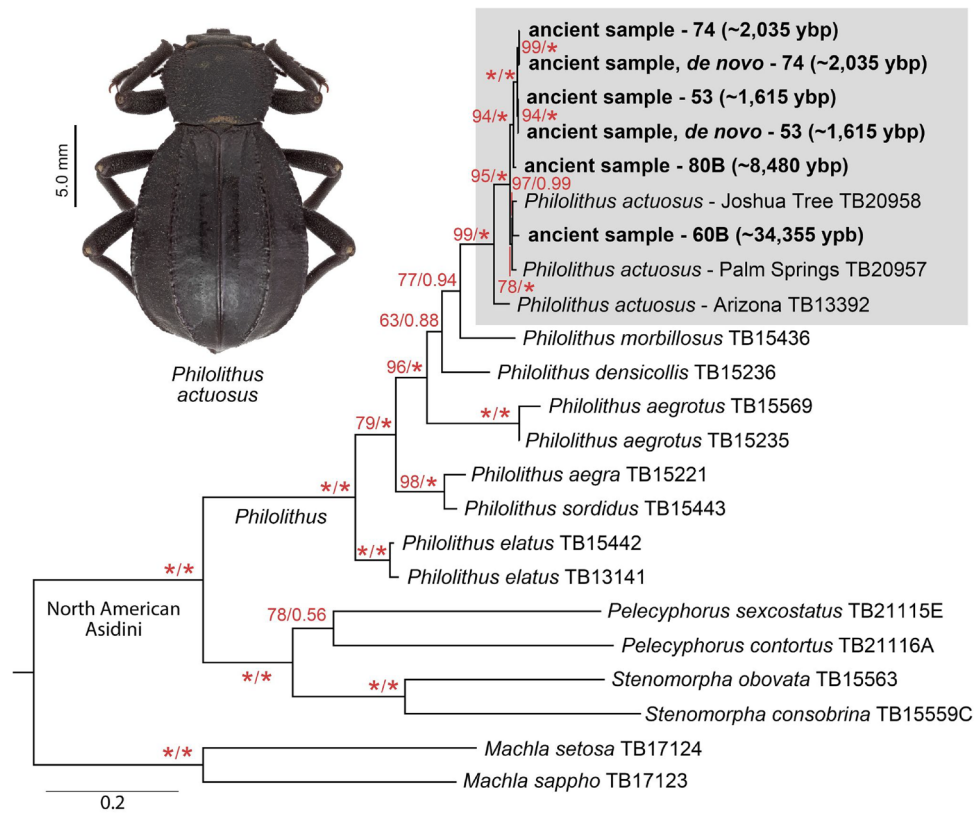 ancient sample - 74 (~2,035 ybp)
99/*
ancient sample, de novo - 74 (~2,035 ybp)
*/*
ancient sample - 53 (~1,615 ybp)
94/*
94/*
ancient sample, de novo - 53 (~1,615 ybp)
ancient sample - 80B (~8,480 ybp)
95/*
97/0.99
Philolithus actuosus - Joshua Tree TB20958
ancient sample - 60B (~34,355 ypb)
99/*
Philolithus actuosus - Palm Springs TB20957
78/*
Philolithus actuosus - Arizona TB13392
77/0.94
63/0.88
Philolithus morbillosus TB15436
Philolithus densicollis TB15236
96/*
Philolithus aegrotus TB15569
*/*
Philolithus aegrotus TB15235
79/*
Philolithus aegra TB15221
98/*
Philolithus sordidus TB15443
*/*
Philolithus
Philolithus elatus TB15442
*/*
Philolithus elatus TB13141
*/*
North American
Asidini
78/0.56
Pelecyphorus sexcostatus TB21115E
Pelecyphorus contortus TB21116A
*/*
*/*
Stenomorpha obovata TB15563
Stenomorpha consobrina TB15559C
*/*
Machla setosa TB17124
Machla sappho TB17123
0.2
5.0 mm
Philolithus
actuosus